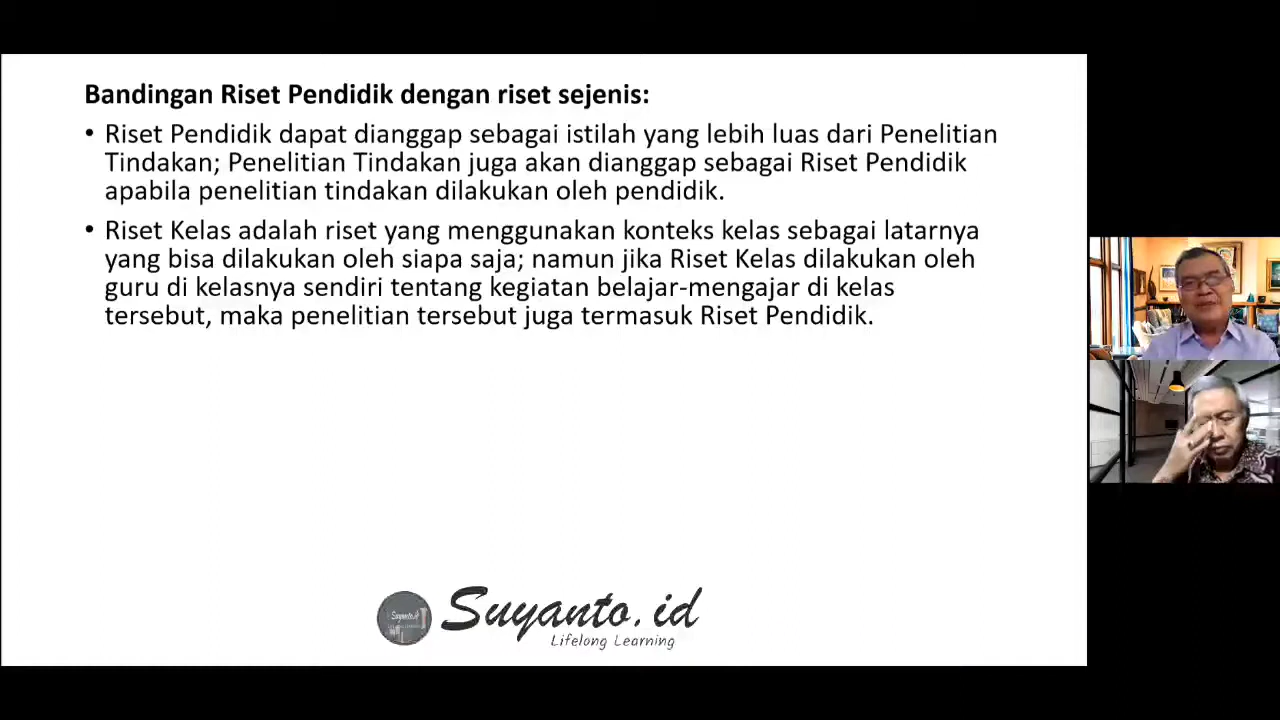 Bandingan Riset Pendidik dengan riset sejenis:
• Riset Pendidik dapat dianggap sebagai istilah yang lebih luas dari Penelitian
Tindakan; Penelitian Tindakan juga akan dianggap sebagai Riset Pendidik
apabila penelitian tindakan dilakukan oleh pendidik.
• Riset Kelas adalah riset yang menggunakan konteks kelas sebagai latarnya
yang bisa dilakukan oleh siapa saja; namun jika Riset Kelas dilakukan oleh
guru di kelasnya sendiri tentang kegiatan belajar-mengajar di kelas
tersebut, maka penelitian tersebut juga termasuk Riset Pendidik.
Suyanto.id
Suyanto.id
Lifelong Learning